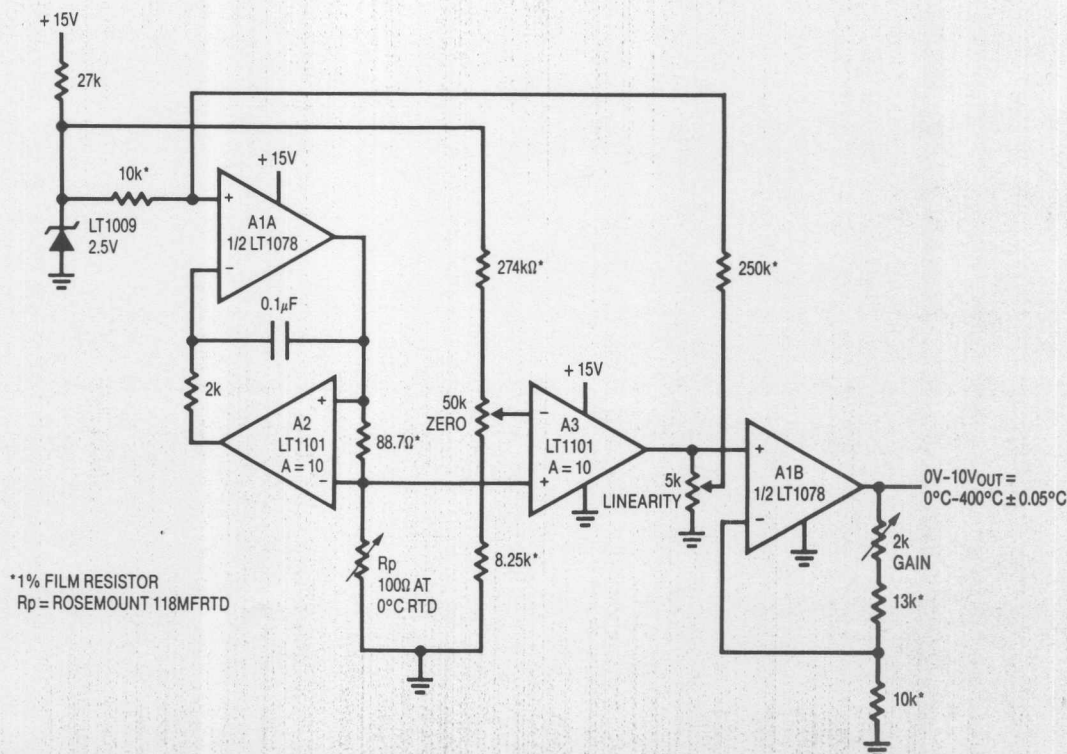 + 15V
27k
10k*
+ 15V
+
A1A
1/2 LT1078
−
LT1009
2.5V
274kΩ*
250k*
0.1μF
2k
+
A2
LT1101
A = 10
−
88.7Ω*
50k
ZERO
+ 15V
−
A3
LT1101
A = 10
+
5k
LINEARITY
+
A1B
1/2 LT1078
−
0V–10VOUT =
0°C–400°C ± 0.05°C
2k
GAIN
13k*
10k*
Rp
100Ω AT
0°C RTD
8.25k*
*1% FILM RESISTOR
Rp = ROSEMOUNT 118MFRTD